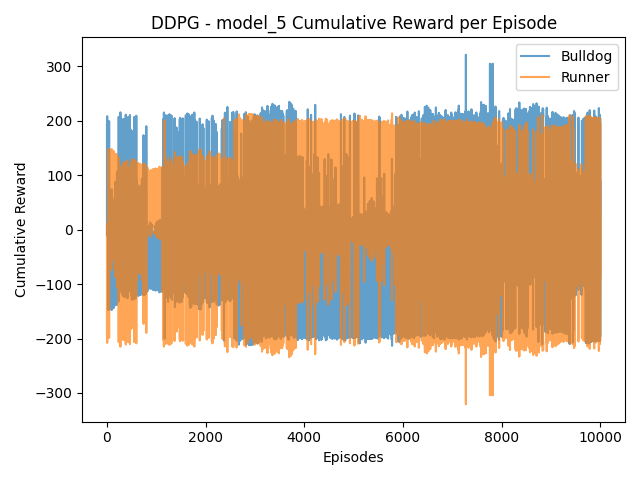 DDPG - model_5 Cumulative Reward per Episode
Bulldog
Runner
Cumulative Reward
300
200
100
0
−100
−200
−300
0 2000 4000 6000 8000 10000
Episodes